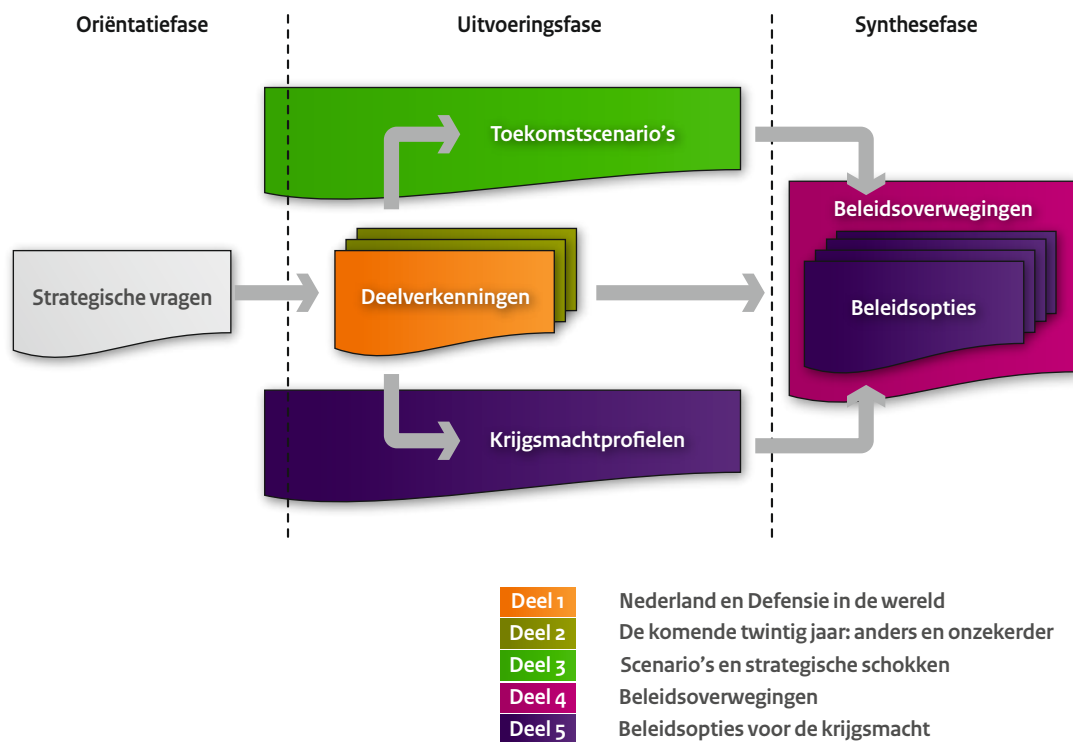 Oriëntatiefase
Uitvoeringsfase
Synthesefase
Toekomstscenario's
Beleidsoverwegingen
Strategische vragen
Deelverkenningen
Beleidsopties
Krijgsmachtprofielen
Deel 1 Nederland en Defensie in de wereld
Deel 2 De komende twintig jaar: anders en onzekerder
Deel 3 Scenario's en strategische schokken
Deel 4 Beleidsoverwegingen
Deel 5 Beleidsopties voor de krijgsmacht